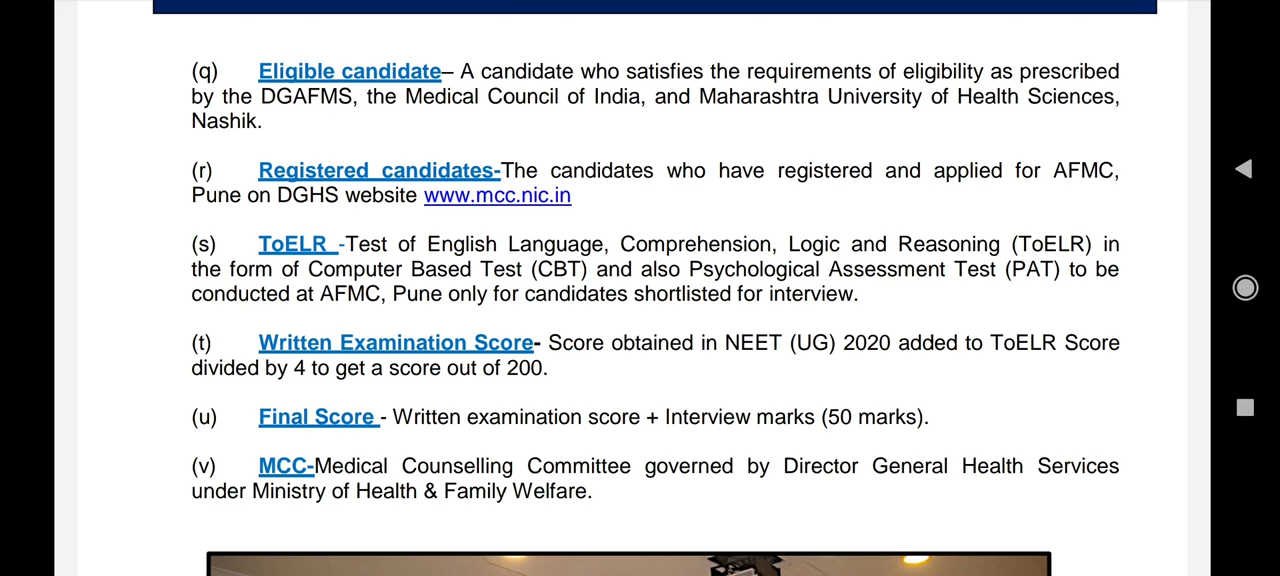 (q) Eligible candidate– A candidate who satisfies the requirements of eligibility as prescribed
by the DGAFMS, the Medical Council of India, and Maharashtra University of Health Sciences,
Nashik.
(r) Registered candidates-The candidates who have registered and applied for AFMC,
Pune on DGHS website www.mcc.nic.in
(s) ToELR -Test of English Language, Comprehension, Logic and Reasoning (ToELR) in
the form of Computer Based Test (CBT) and also Psychological Assessment Test (PAT) to be
conducted at AFMC, Pune only for candidates shortlisted for interview.
(t) Written Examination Score- Score obtained in NEET (UG) 2020 added to ToELR Score
divided by 4 to get a score out of 200.
(u) Final Score - Written examination score + Interview marks (50 marks).
(v) MCC-Medical Counselling Committee governed by Director General Health Services
under Ministry of Health & Family Welfare.